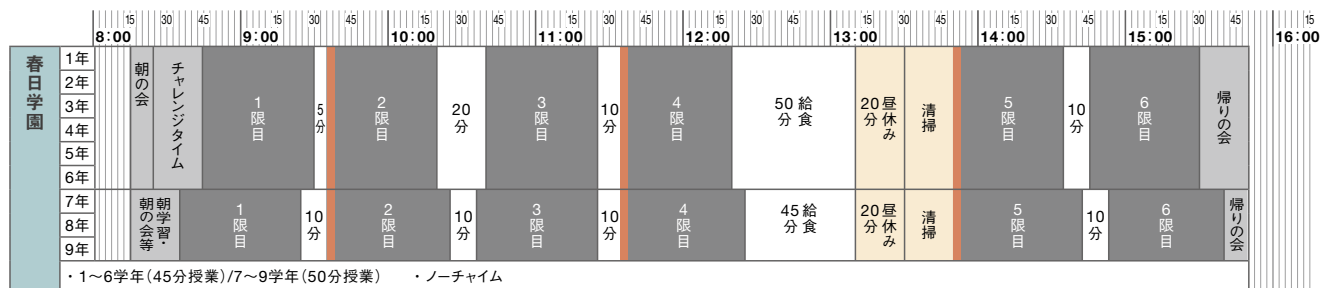 15 30 45 15 30 45 15 30 45 15 30 45 15 30 45 15 30 45 15 30 45 15 30 45 15
8:00 9:00 10:00 11:00 12:00 13:00 14:00 15:00 16:00
春日学園
1年
2年
3年
4年
5年
6年
朝の会
チャレンジタイム
1限目
5分
2限目
20分
3限目
10分
4限目
給食50分
昼休み20分
清掃
5限目
10分
6限目
帰りの会
7年
8年
9年
朝学習・朝の会等
1限目
10分
2限目
10分
3限目
10分
4限目
給食45分
昼休み20分
清掃
5限目
10分
6限目
帰りの会
・1～6学年(45分授業)/7～9学年(50分授業) ・ノーチャイム